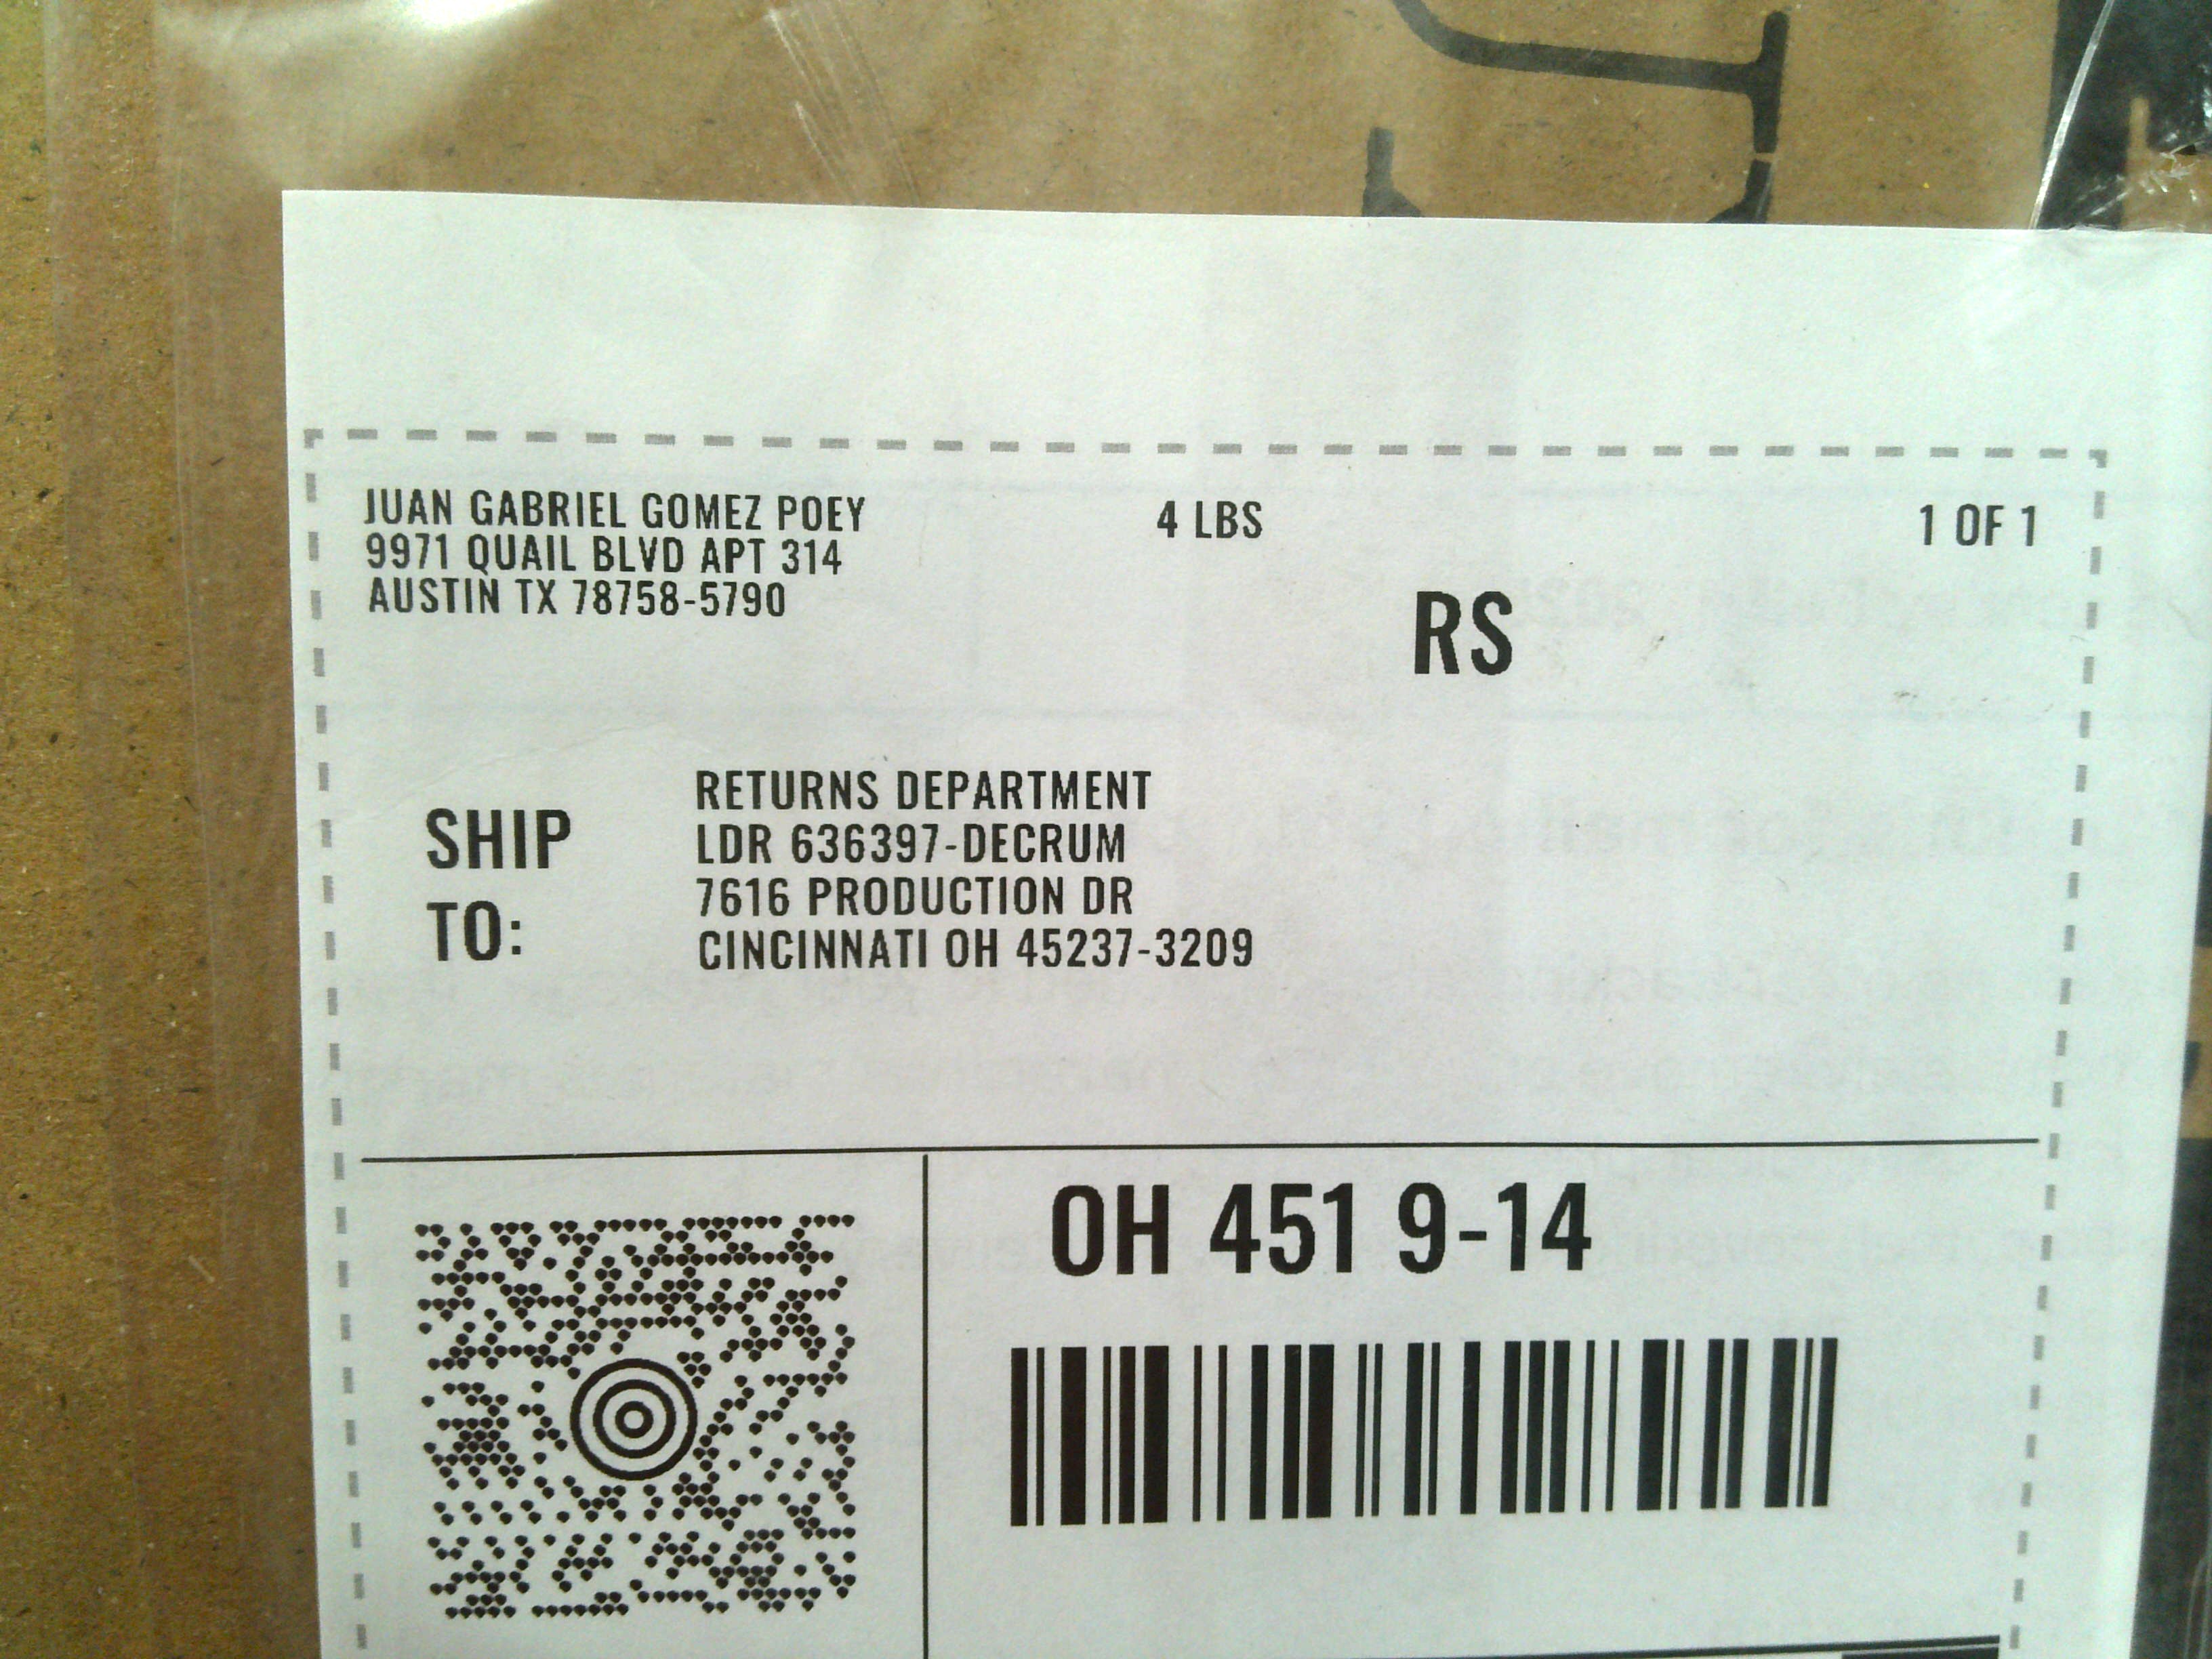 JUAN GABRIEL GOMEZ POEY
9971 QUAIL BLVD APT 314
AUSTIN TX 78758-5790
4 LBS
1 OF 1
RS
SHIP
TO:
RETURNS DEPARTMENT
LDR 636397-DECRUM
7616 PRODUCTION DR
CINCINNATI OH 45237-3209
OH 451 9-14